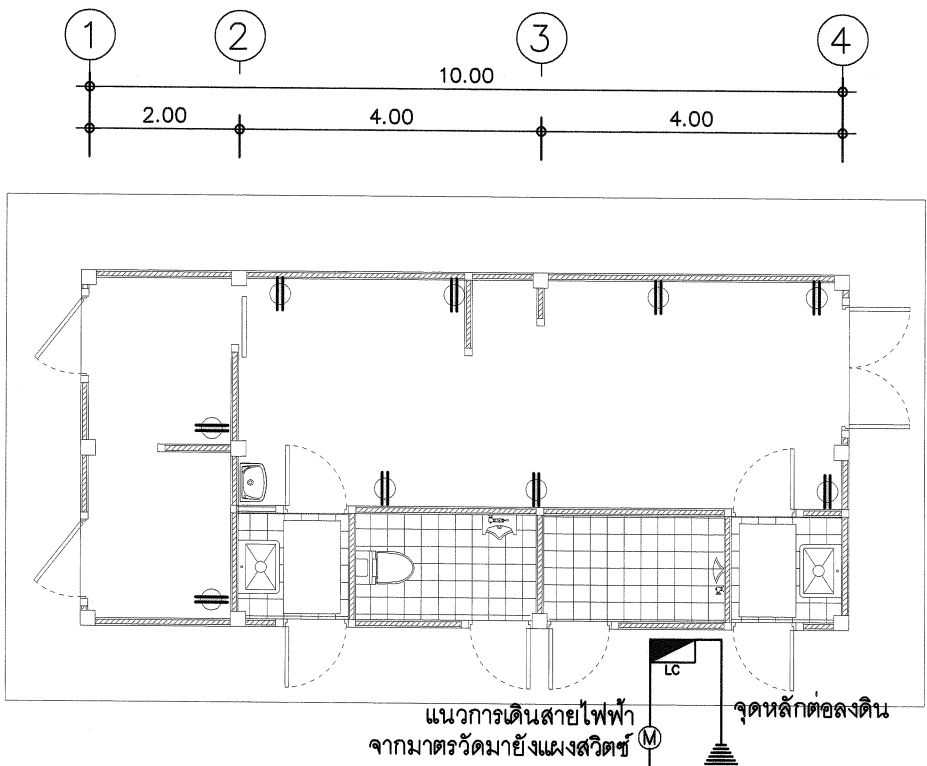 1 2 3 4
10.00
2.00 4.00 4.00
LC
แนวการเดินสายไฟฟ้า
จากมาตรวัดมายังแผงสวิตซ์
M
จุดหลักต่อลงดิน